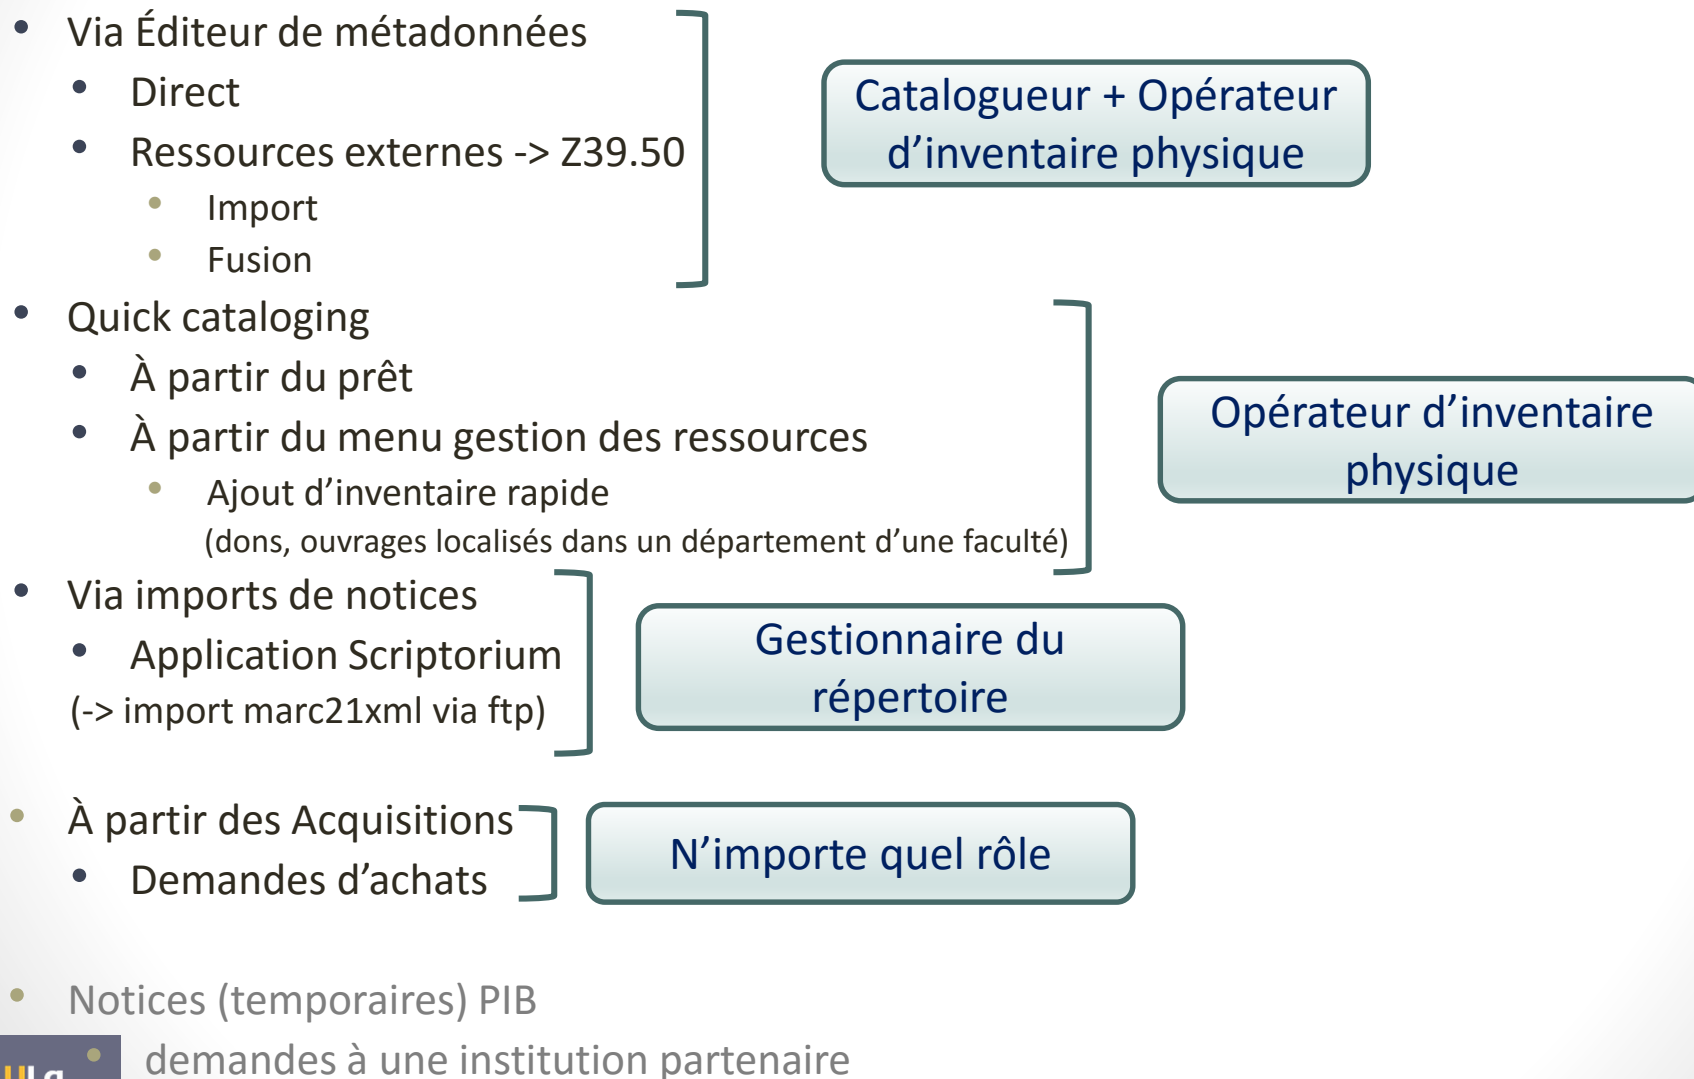 Via Éditeur de métadonnées
Direct
Ressources externes -> Z39.50
Import
Fusion
Catalogueur + Opérateur
d’inventaire physique
Quick cataloging
À partir du prêt
À partir du menu gestion des ressources
Ajout d’inventaire rapide
(dons, ouvrages localisés dans un département d’une faculté)
Opérateur d’inventaire
physique
Via imports de notices
Application Scriptorium
(-> import marc21xml via ftp)
Gestionnaire du
répertoire
À partir des Acquisitions
Demandes d’achats
N’importe quel rôle
Notices (temporaires) PIB
demandes à une institution partenaire